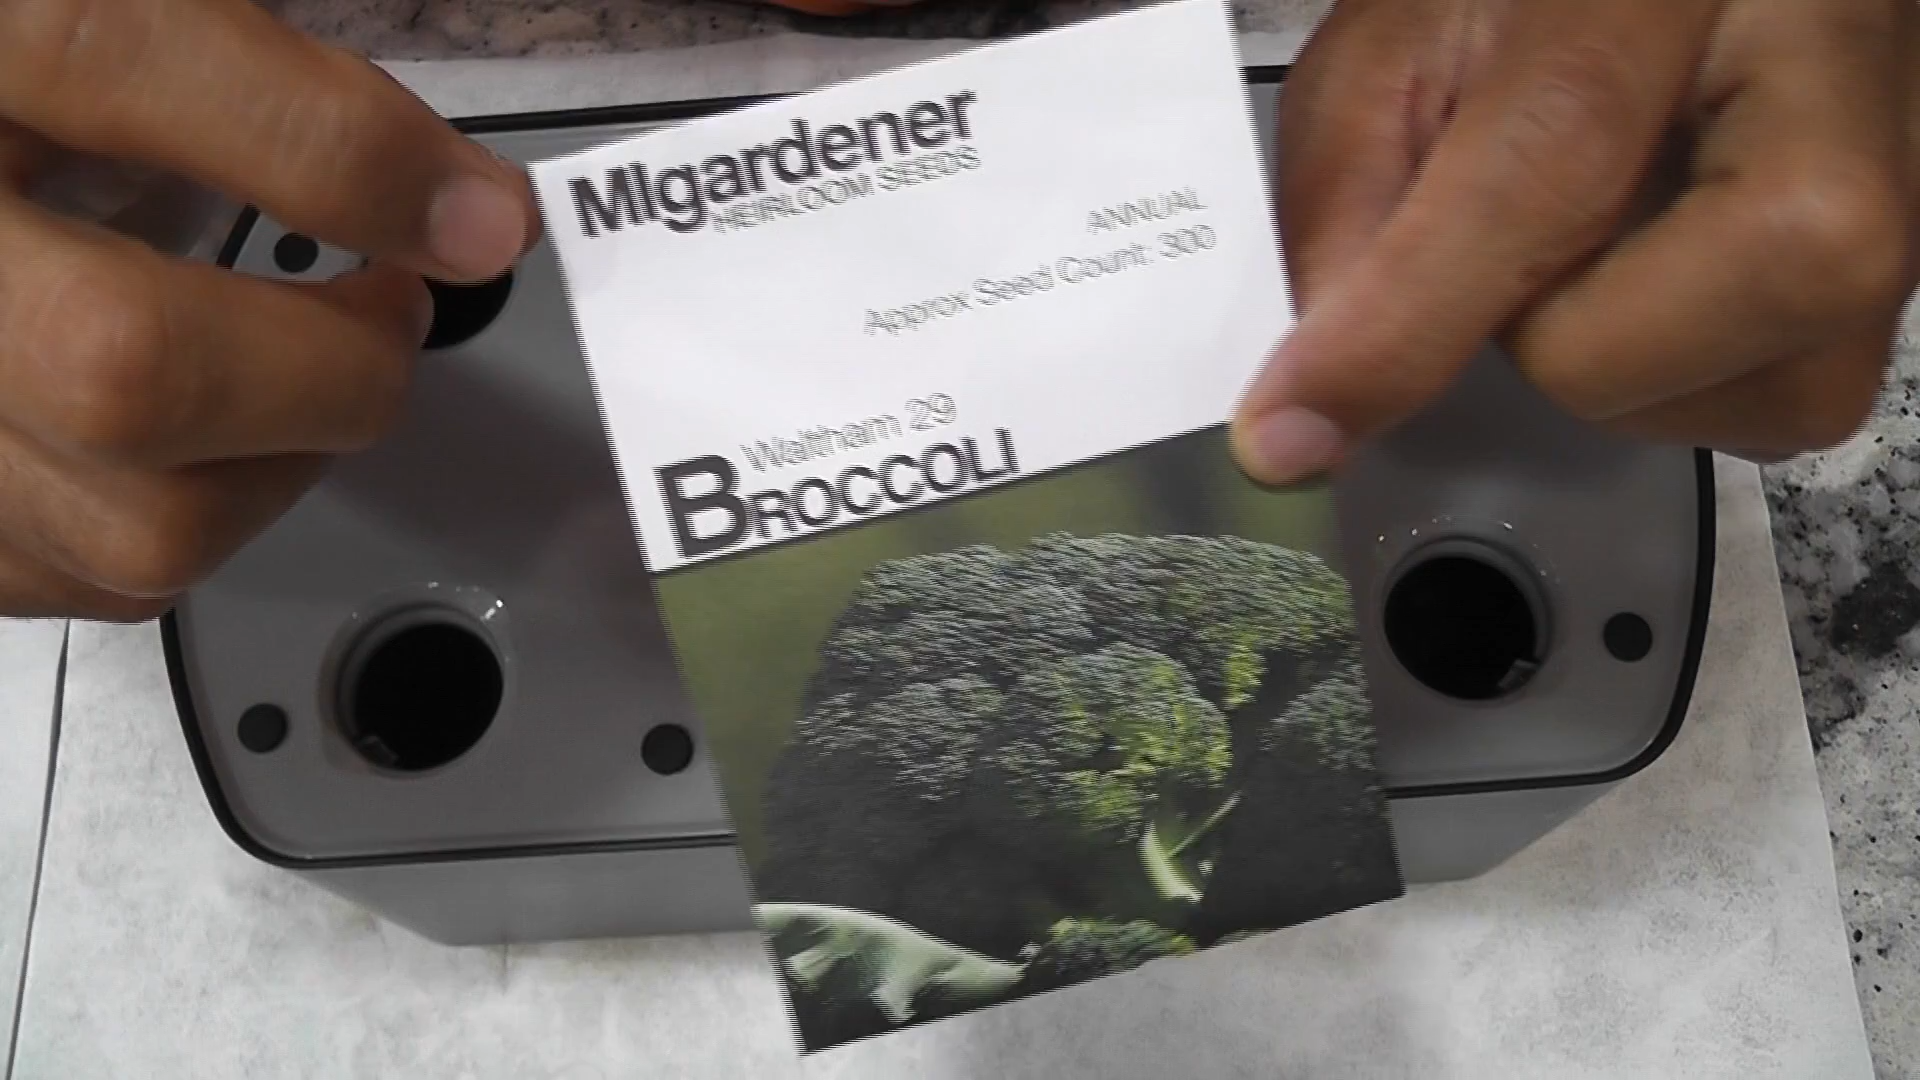 MIgardener
HEIRLOOM SEEDS
ANNUAL
Approx Seed Count: 300
Waltham 29
BROCCOLI